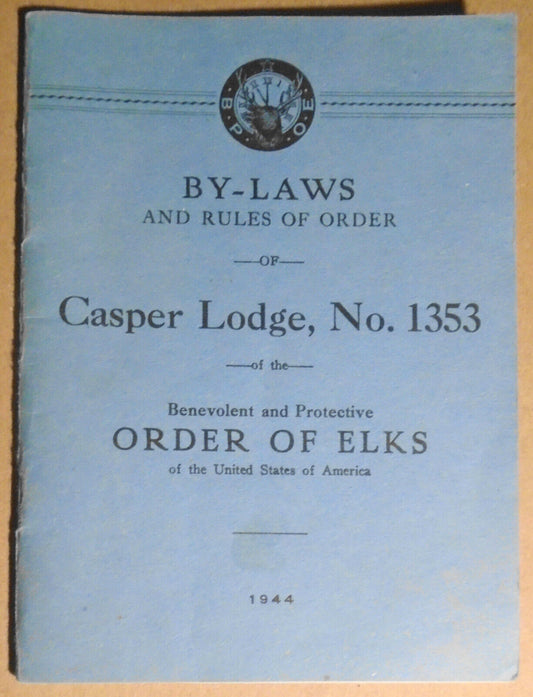 B P O E
BY-LAWS
AND RULES OF ORDER
—OF—
Casper Lodge, No. 1353
—of the—
Benevolent and Protective
ORDER OF ELKS
of the United States of America
1944